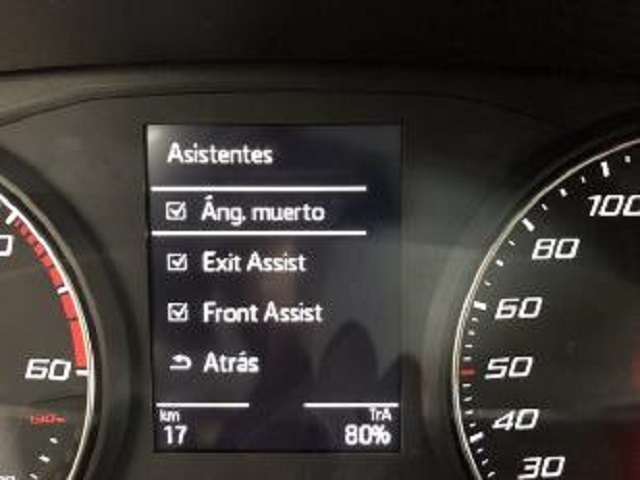 Asistentes
Áng. muerto
Exit Assist
Front Assist
Atrás
km
17
TrA
80%
60
130
100
80
60
50
40
30